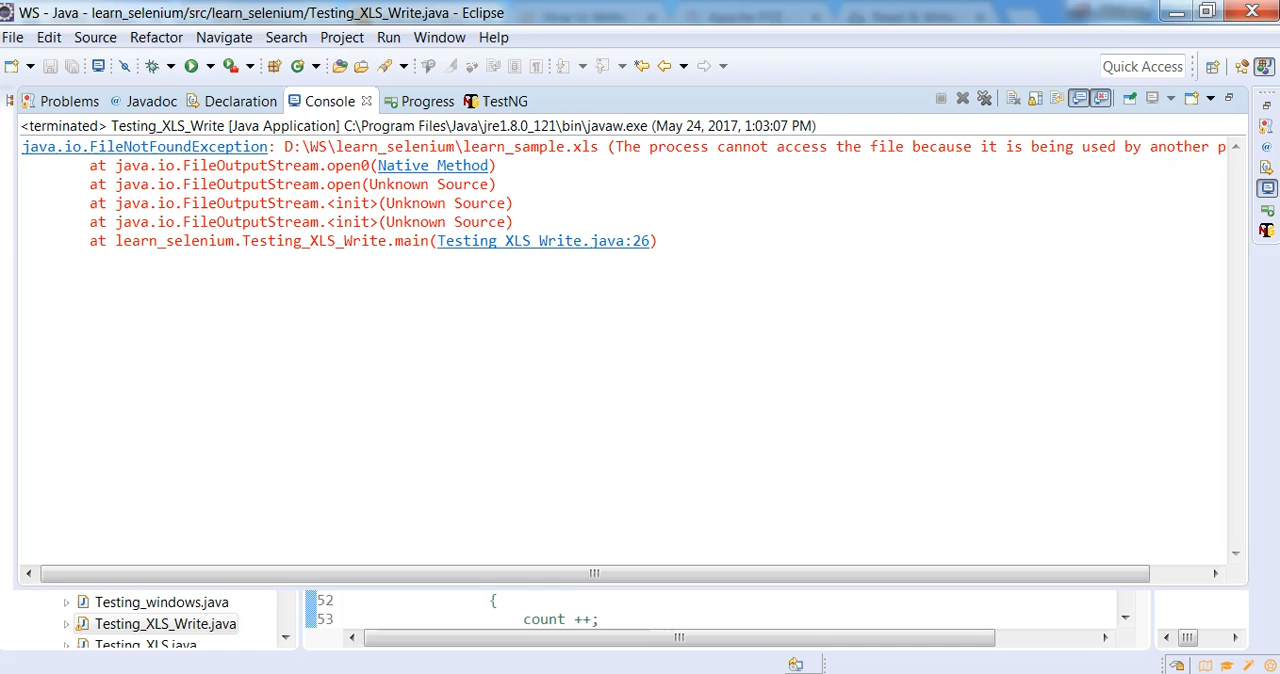 WS - Java - learn_selenium/src/learn_selenium/Testing_XLS_Write.java - Eclipse
File Edit Source Refactor Navigate Search Project Run Window Help
Quick Access
Problems @ Javadoc Declaration Console Progress TestNG
<terminated> Testing_XLS_Write [Java Application] C:\Program Files\Java\jre1.8.0_121\bin\javaw.exe (May 24, 2017, 1:03:07 PM)
java.io.FileNotFoundException: D:\WS\learn_selenium\learn_sample.xls (The process cannot access the file because it is being used by another p
at java.io.FileOutputStream.open0(Native Method)
at java.io.FileOutputStream.open(Unknown Source)
at java.io.FileOutputStream.<init>(Unknown Source)
at java.io.FileOutputStream.<init>(Unknown Source)
at learn_selenium.Testing_XLS_Write.main(Testing_XLS_Write.java:26)
Testing_windows.java
52 {
Testing_XLS_Write.java
53 count ++;
Testing_XLS.java